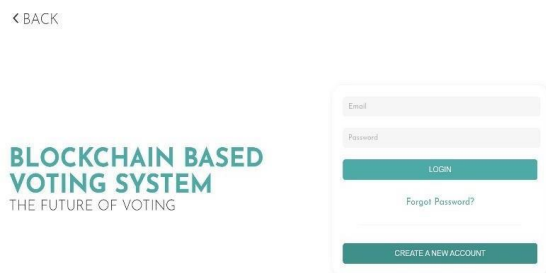 BACK
Email
Password
BLOCKCHAIN BASED
VOTING SYSTEM
THE FUTURE OF VOTING
LOGIN
Forgot Password?
CREATE A NEW ACCOUNT